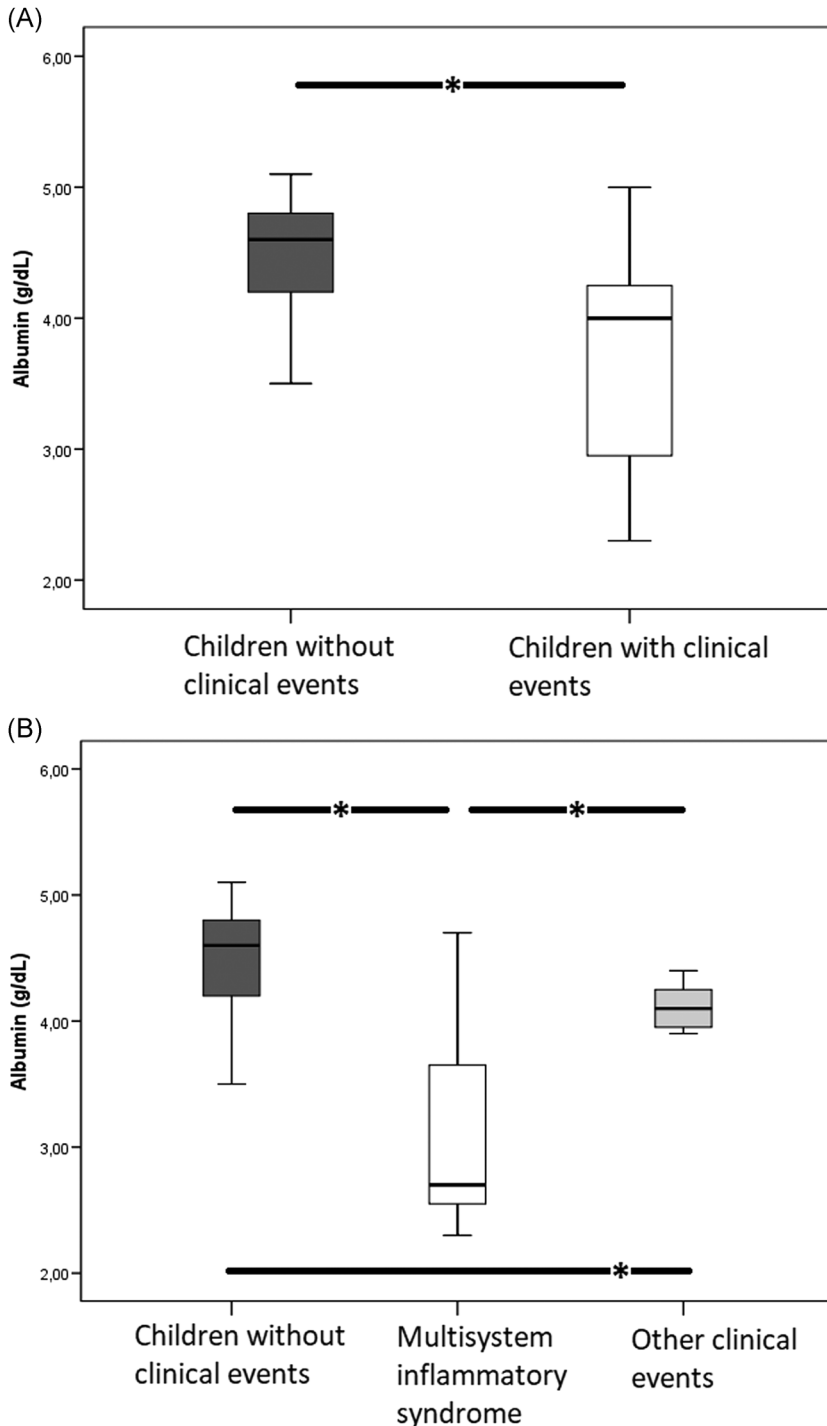 (A)
6,00
*
5,00
Albumin (g/dL)
4,00
3,00
2,00
Children without
clinical events
Children with clinical
events
(B)
6,00
*
*
5,00
Albumin (g/dL)
4,00
3,00
2,00
*
Children without
clinical events
Multisystem
inflammatory
syndrome
Other clinical
events